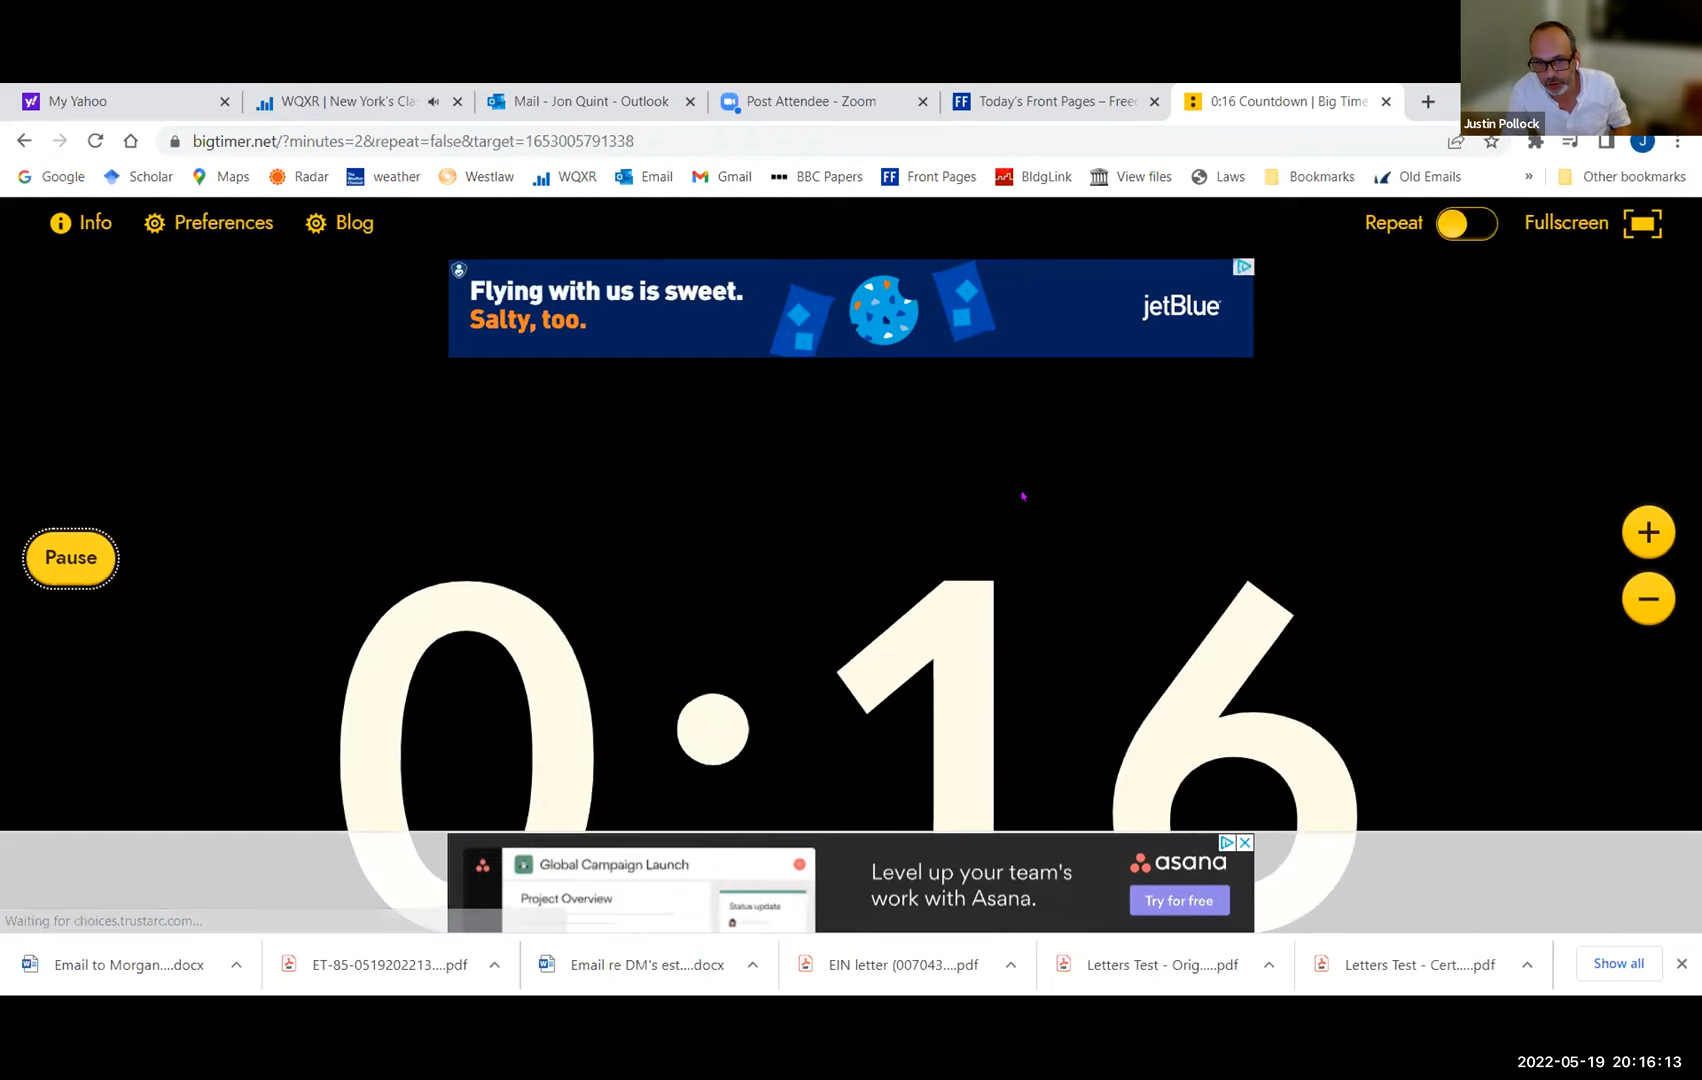 My Yahoo
WQXR | New York's Cla
Mail - Jon Quint - Outlook
Post Attendee - Zoom
Today's Front Pages – Freed
0:16 Countdown | Big Time
Justin Pollock
bigtimer.net/?minutes=2&repeat=false&target=1653005791338
J
Google
Scholar
Maps
Radar
weather
Westlaw
WQXR
Email
Gmail
BBC Papers
FF
Front Pages
BldgLink
View files
Laws
Bookmarks
Old Emails
»
Other bookmarks
Info
Preferences
Blog
Repeat
Fullscreen
Flying with us is sweet.
Salty, too.
jetBlue
Pause
+
−
0:16
Global Campaign Launch
Project Overview
Status update
Level up your team's
work with Asana.
asana
Try for free
Waiting for choices.trustarc.com...
Email to Morgan....docx
ET-85-0519202213....pdf
Email re DM's est....docx
EIN letter (007043....pdf
Letters Test - Orig.....pdf
Letters Test - Cert.....pdf
Show all
2022-05-19 20:16:13